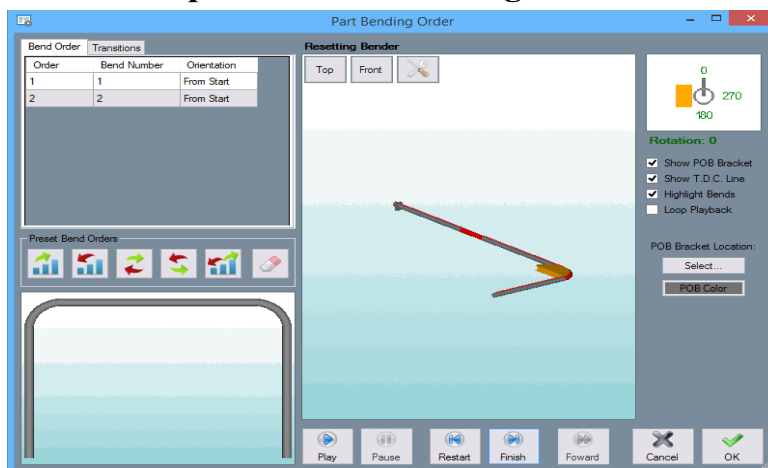 Part Bending Order
Bend Order Transitions
Order Bend Number Orientation
1 1 From Start
2 2 From Start
Preset Bend Orders
Resetting Bender
Top Front
0
270
180
Rotation: 0
Show POB Bracket
Show T.D.C. Line
Highlight Bends
Loop Playback
POB Bracket Location:
Select...
POB Color
Play Pause Restart Finish Foward Cancel OK